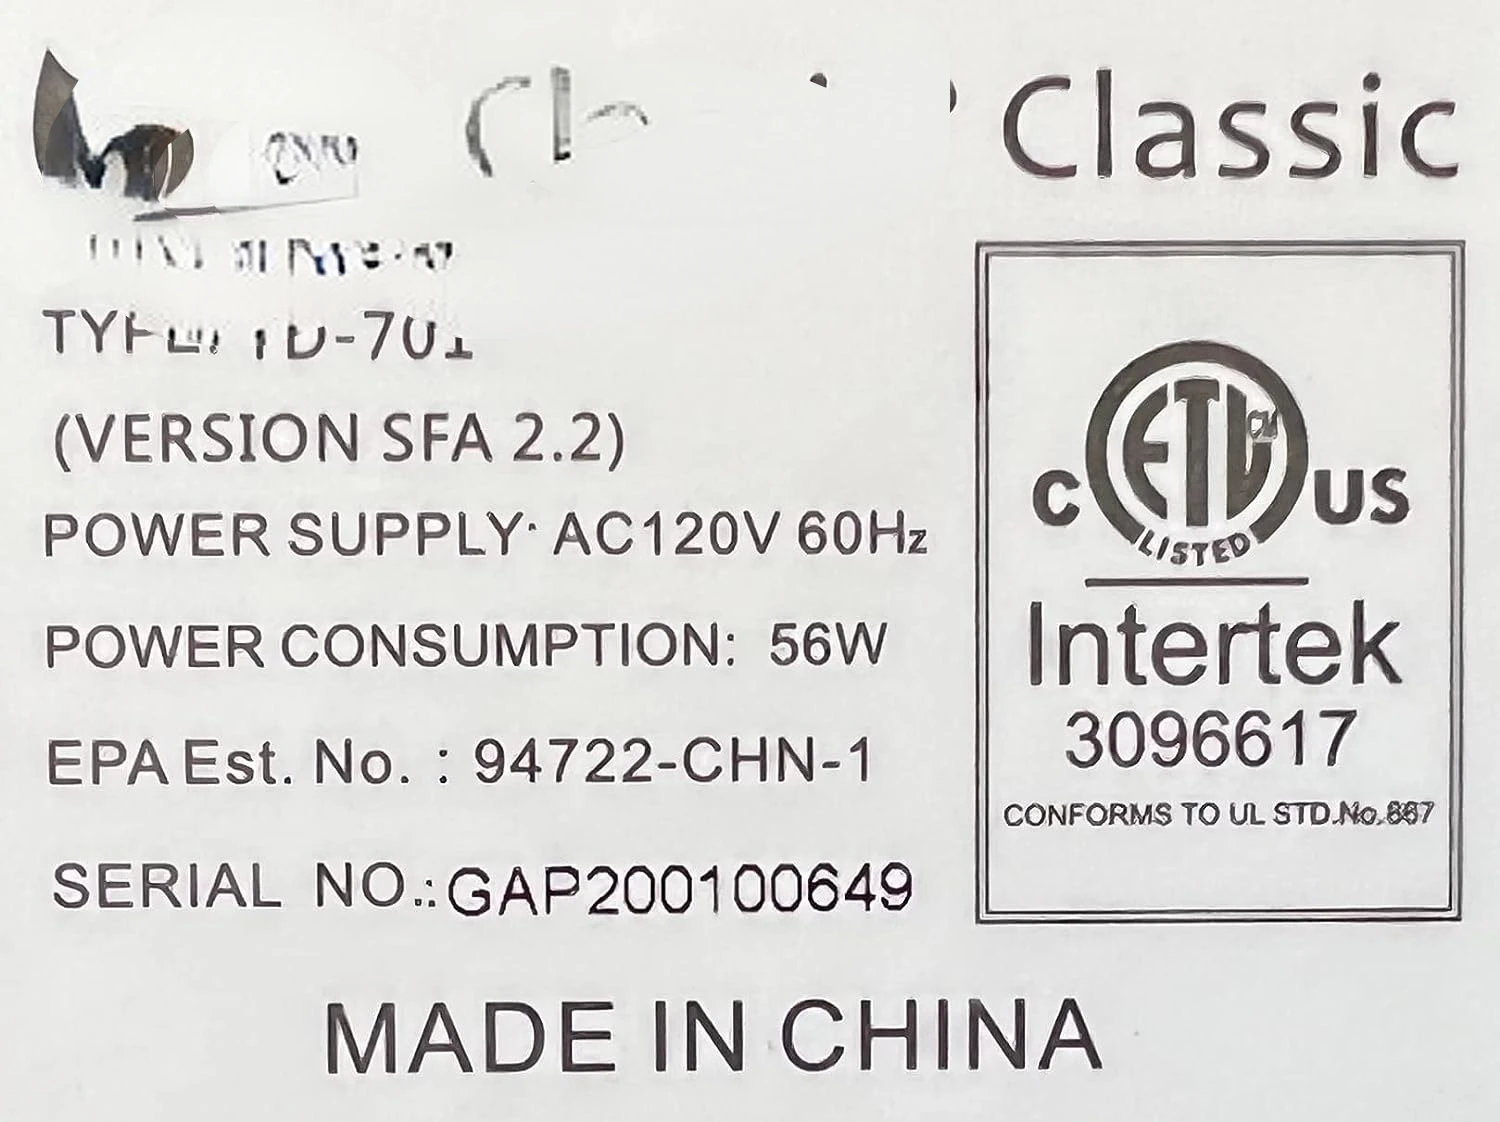 Classic
(VERSION SFA 2.2)
POWER SUPPLY: AC120V 60Hz
POWER CONSUMPTION: 56W
EPA Est. No. : 94722-CHN-1
SERIAL NO.:GAP200100649
MADE IN CHINA
C ETL US
LISTED
Intertek
3096617
CONFORMS TO UL STD.No.867